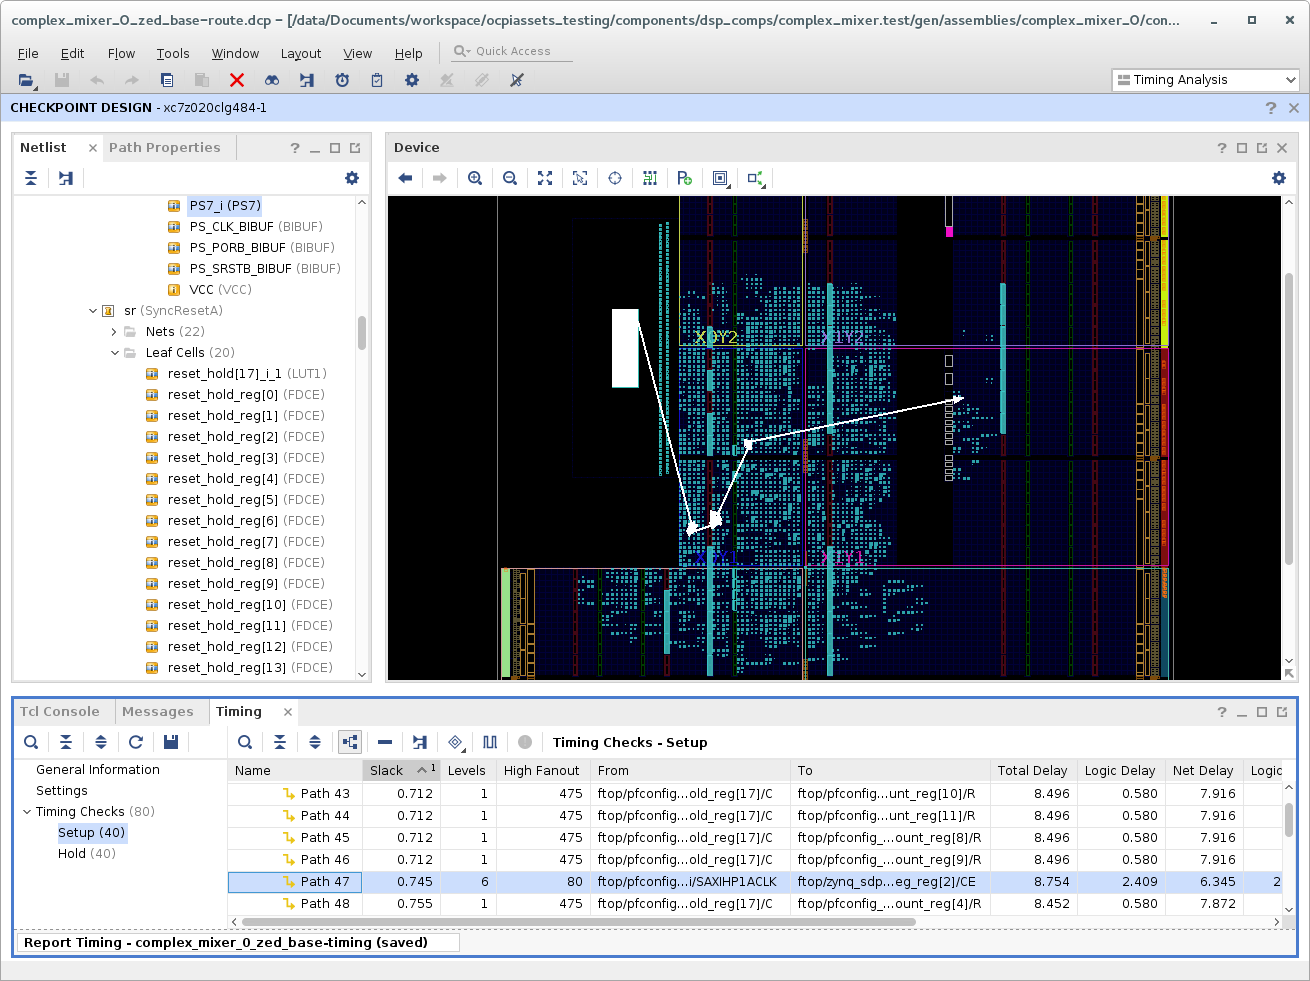 complex_mixer_0_zed_base-route.dcp – [/data/Documents/workspace/ocpiassets_testing/components/dsp_comps/complex_mixer.test/gen/assemblies/complex_mixer_0/con...
File Edit Flow Tools Window Layout View Help Quick Access
Timing Analysis
CHECKPOINT DESIGN - xc7z020clg484-1
Netlist Path Properties
PS7_i (PS7)
PS_CLK_BIBUF (BIBUF)
PS_PORB_BIBUF (BIBUF)
PS_SRSTB_BIBUF (BIBUF)
VCC (VCC)
sr (SyncResetA)
Nets (22)
Leaf Cells (20)
reset_hold[17]_i_1 (LUT1)
reset_hold_reg[0] (FDCE)
reset_hold_reg[1] (FDCE)
reset_hold_reg[2] (FDCE)
reset_hold_reg[3] (FDCE)
reset_hold_reg[4] (FDCE)
reset_hold_reg[5] (FDCE)
reset_hold_reg[6] (FDCE)
reset_hold_reg[7] (FDCE)
reset_hold_reg[8] (FDCE)
reset_hold_reg[9] (FDCE)
reset_hold_reg[10] (FDCE)
reset_hold_reg[11] (FDCE)
reset_hold_reg[12] (FDCE)
reset_hold_reg[13] (FDCE)
Device
X0Y2 X1Y2
X0Y1 X1Y1
Tcl Console Messages Timing
General Information
Settings
Timing Checks (80)
Setup (40)
Hold (40)
Timing Checks - Setup
Name Slack 1 Levels High Fanout From To Total Delay Logic Delay Net Delay Logic
Path 43 0.712 1 475 ftop/pfconfig...old_reg[17]/C ftop/pfconfig...unt_reg[10]/R 8.496 0.580 7.916
Path 44 0.712 1 475 ftop/pfconfig...old_reg[17]/C ftop/pfconfig...unt_reg[11]/R 8.496 0.580 7.916
Path 45 0.712 1 475 ftop/pfconfig...old_reg[17]/C ftop/pfconfig_...ount_reg[8]/R 8.496 0.580 7.916
Path 46 0.712 1 475 ftop/pfconfig...old_reg[17]/C ftop/pfconfig_...ount_reg[9]/R 8.496 0.580 7.916
Path 47 0.745 6 80 ftop/pfconfig...i/SAXIHP1ACLK ftop/zynq_sdp...eg_reg[2]/CE 8.754 2.409 6.345 2
Path 48 0.755 1 475 ftop/pfconfig...old_reg[17]/C ftop/pfconfig_...ount_reg[4]/R 8.452 0.580 7.872
Report Timing - complex_mixer_0_zed_base-timing (saved)